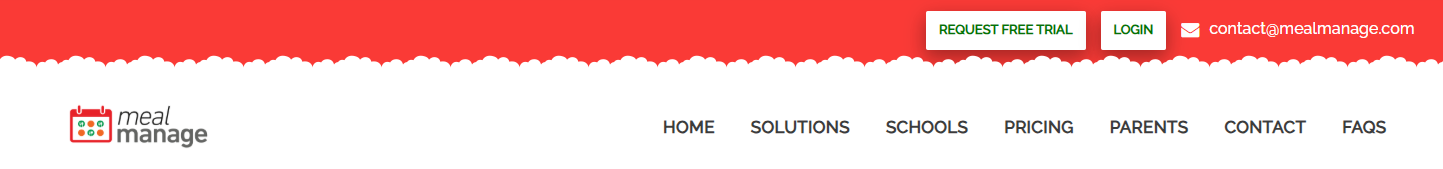 REQUEST FREE TRIAL LOGIN contact@mealmanage.com
meal
manage
HOME SOLUTIONS SCHOOLS PRICING PARENTS CONTACT FAQS